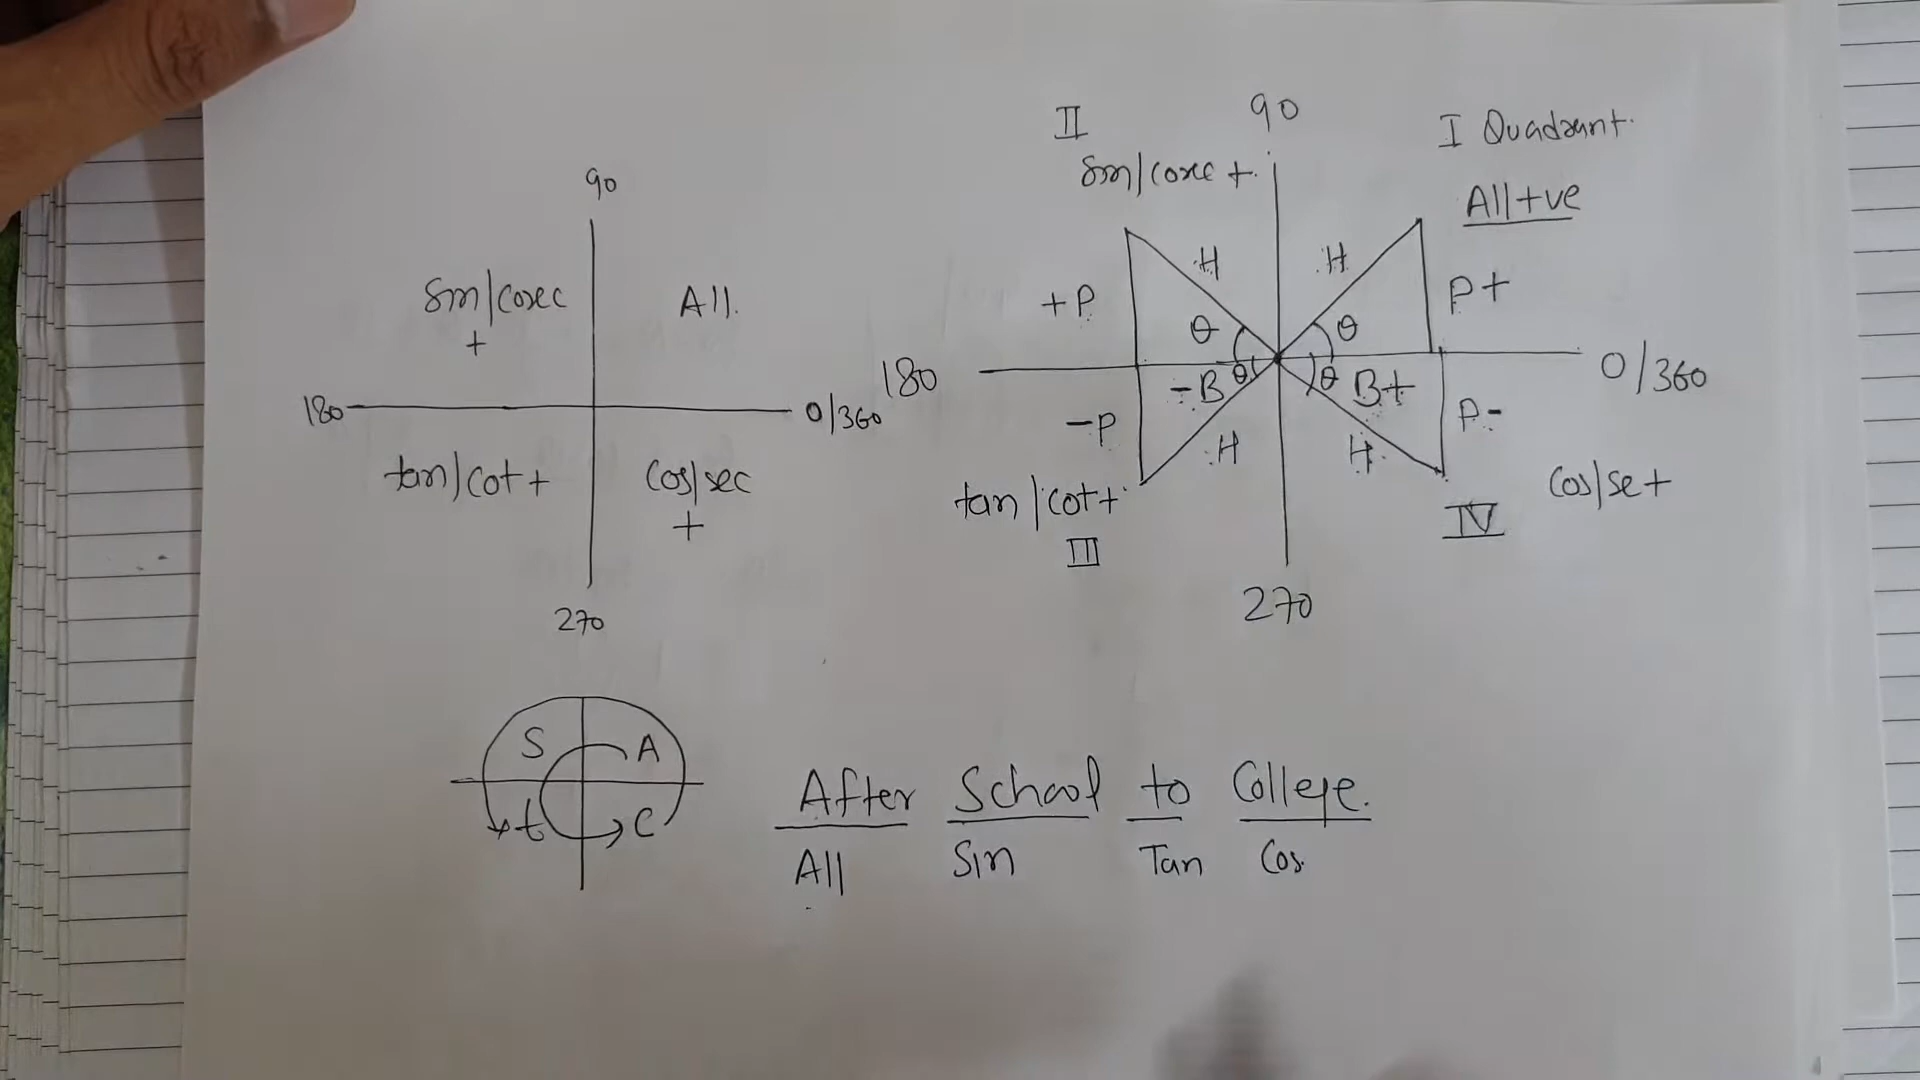 90
Sin/cosec
+
All.
180
0/360
tan/cot +
cos/sec
+
270
II
90
I Quadrant.
Sin/cosec +.
All +ve
H
H
+P
P+
θ
θ
180
0/360
-B
θ
θ
B+
-P
P-
H
H
tan/cot+
cos/se+
III
IV
270
S
A
t
C
After School to College.
All Sin Tan Cos